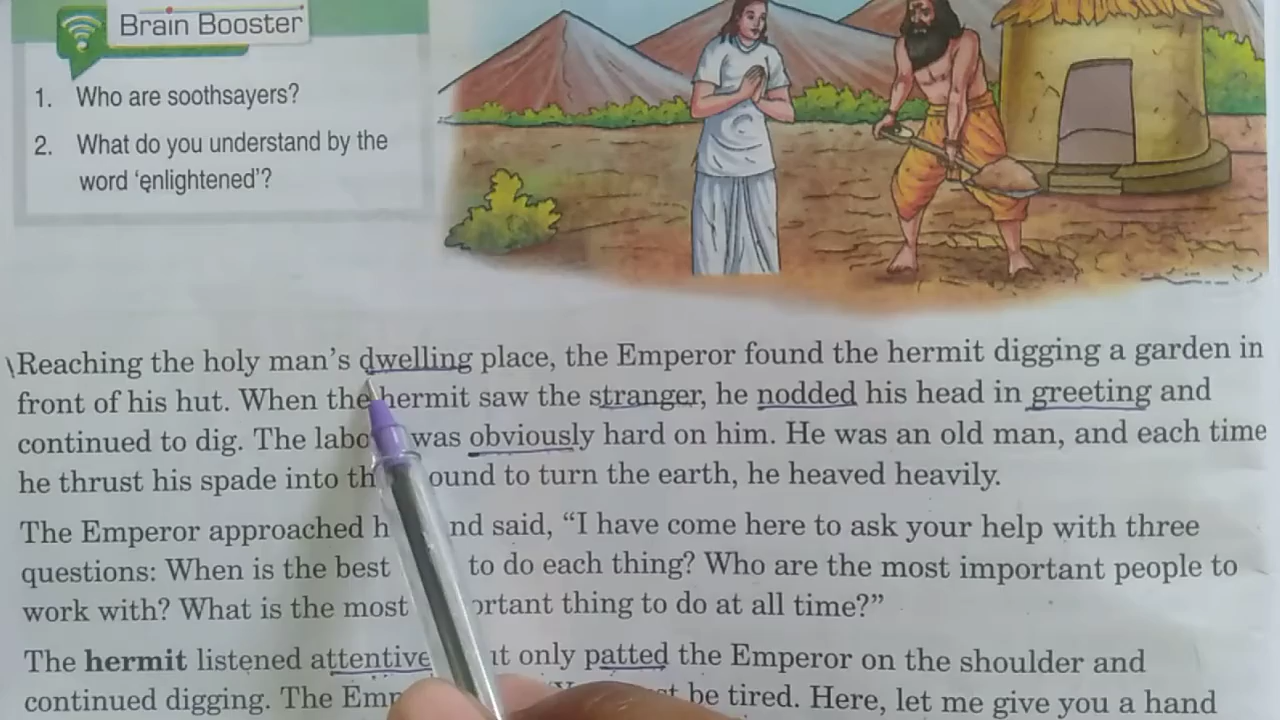 Brain Booster
1. Who are soothsayers?
2. What do you understand by the
word ‘enlightened’?
Reaching the holy man’s dwelling place, the Emperor found the hermit digging a garden in
front of his hut. When the hermit saw the stranger, he nodded his head in greeting and
continued to dig. The was obviously hard on him. He was an old man, and each time
he thrust his spade into to turn the earth, he heaved heavily.
The Emperor approached said, “I have come here to ask your help with three
questions: When is the best to do each thing? Who are the most important people to
work with? What is the most thing to do at all time?”
The hermit listened only patted the Emperor on the shoulder and
continued digging. The be tired. Here, let me give you a hand